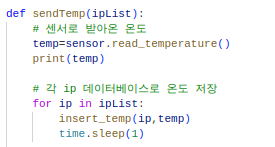 def sendTemp(ipList):
    # 센서로 받아온 온도
    temp=sensor.read_temperature()
    print(temp)

    # 각 ip 데이터베이스로 온도 저장
    for ip in ipList:
        insert_temp(ip,temp)
        time.sleep(1)